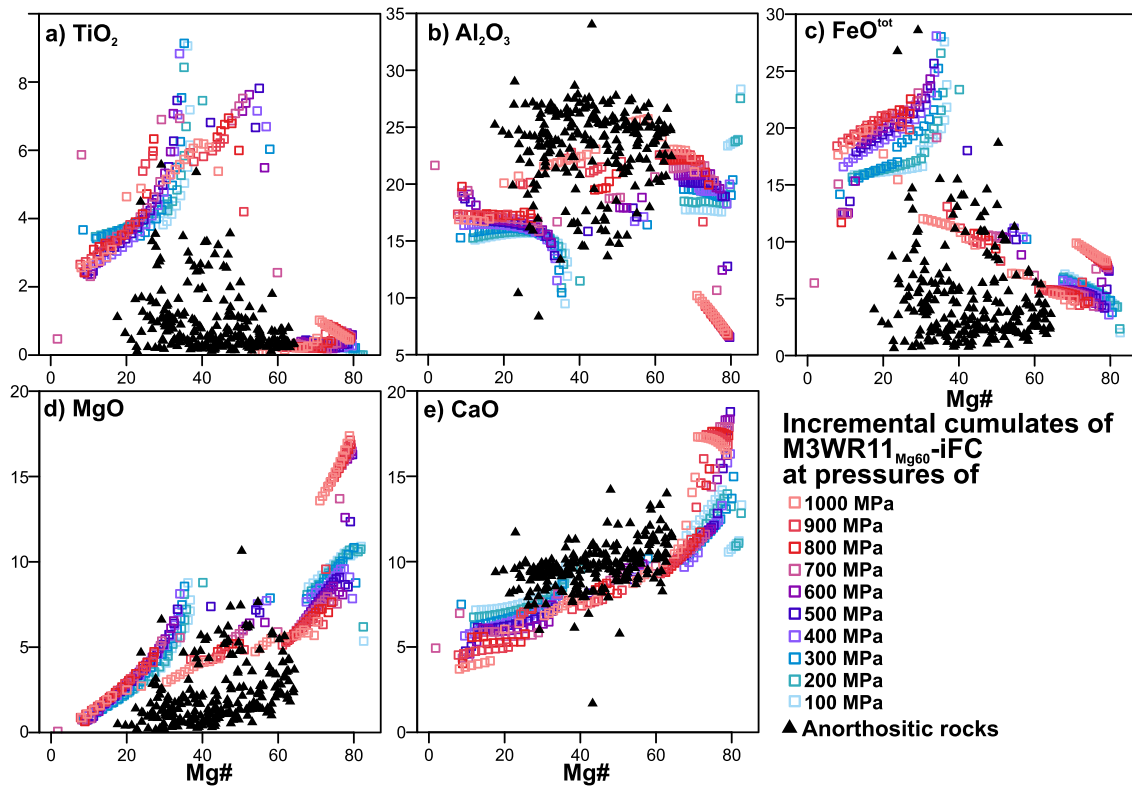 a) TiO₂
b) Al₂O₃
c) FeOᵗᵒᵗ
8
6
4
2
0
35
30
25
20
15
10
5
30
25
20
15
10
5
0
0 20 40 60 80
0 20 40 60 80
0 20 40 60 80
Mg#
d) MgO
e) CaO
20
15
10
5
0
20
15
10
5
0
0 20 40 60 80
0 20 40 60 80
Mg#
Mg#
Incremental cumulates of
M3WR11Mg60-iFC
at pressures of
1000 MPa
900 MPa
800 MPa
700 MPa
600 MPa
500 MPa
400 MPa
300 MPa
200 MPa
100 MPa
Anorthositic rocks